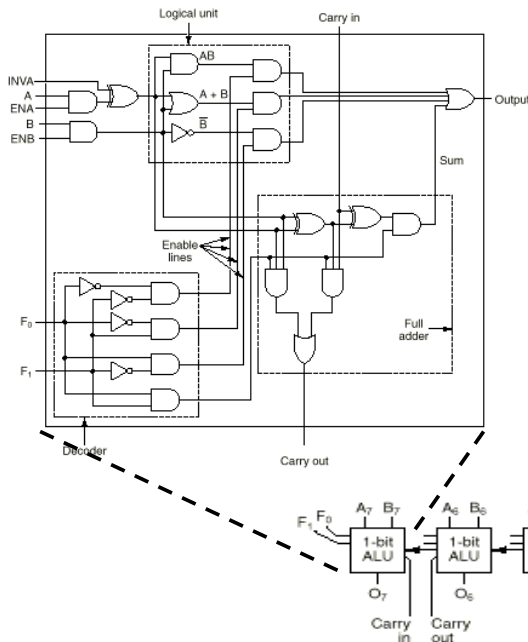 Logical unit
Carry in
INVA
A
ENA
B
ENB
AB
A + B
B̅
Output
Sum
Enable
lines
F₀
F₁
Full
adder
Decoder
Carry out
F₁ F₀
A₇ B₇
A₆ B₆
1-bit
ALU
1-bit
ALU
O₇
O₆
Carry
in
Carry
out